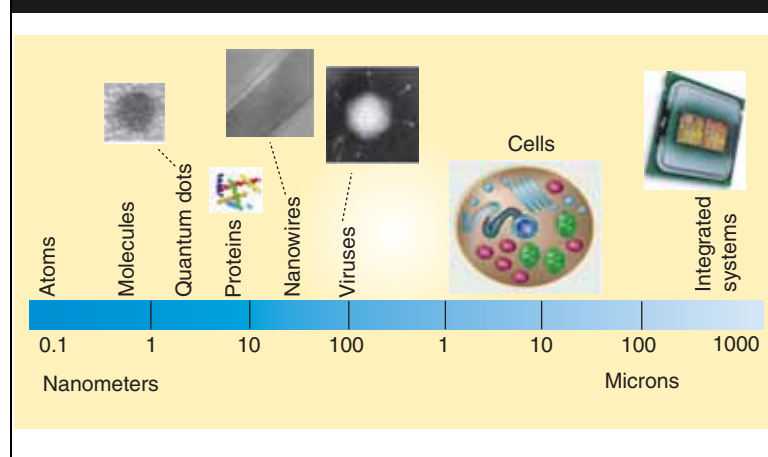 Cells
Atoms
Molecules
Quantum dots
Proteins
Nanowires
Viruses
Integrated
systems
0.1 1 10 100 1 10 100 1000
Nanometers Microns